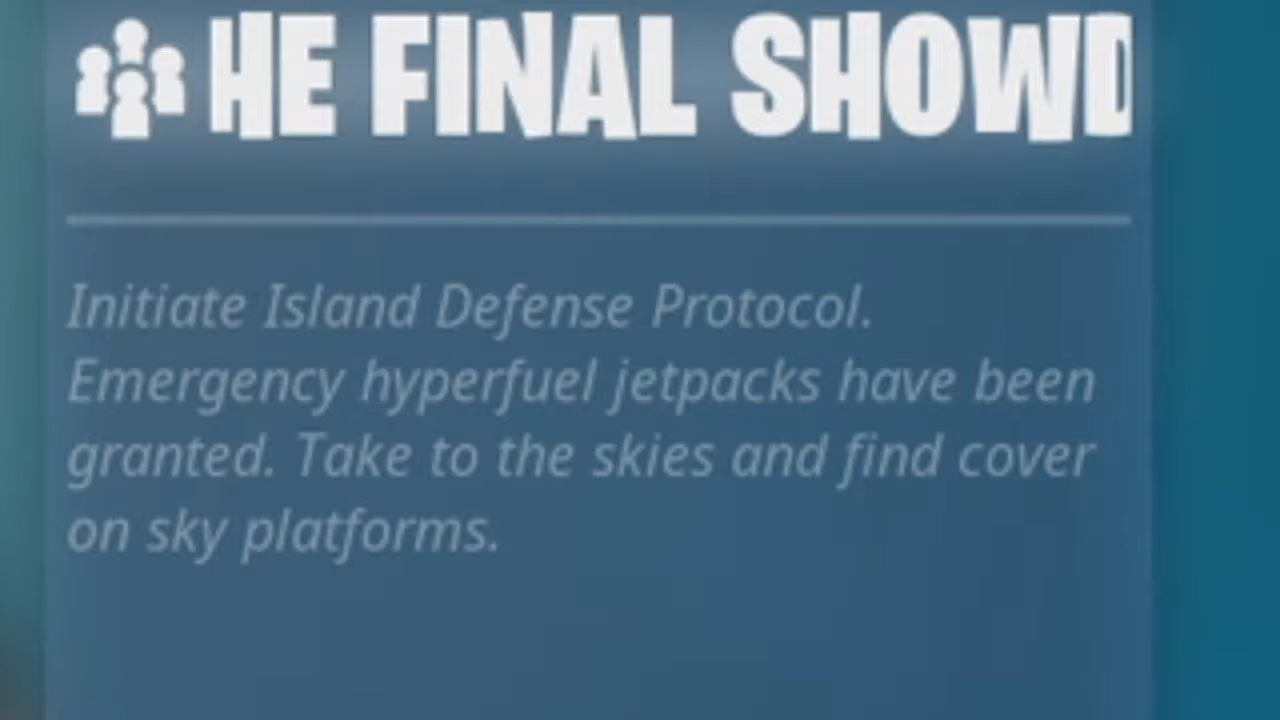 HE FINAL SHOWD
Initiate Island Defense Protocol.
Emergency hyperfuel jetpacks have been
granted. Take to the skies and find cover
on sky platforms.